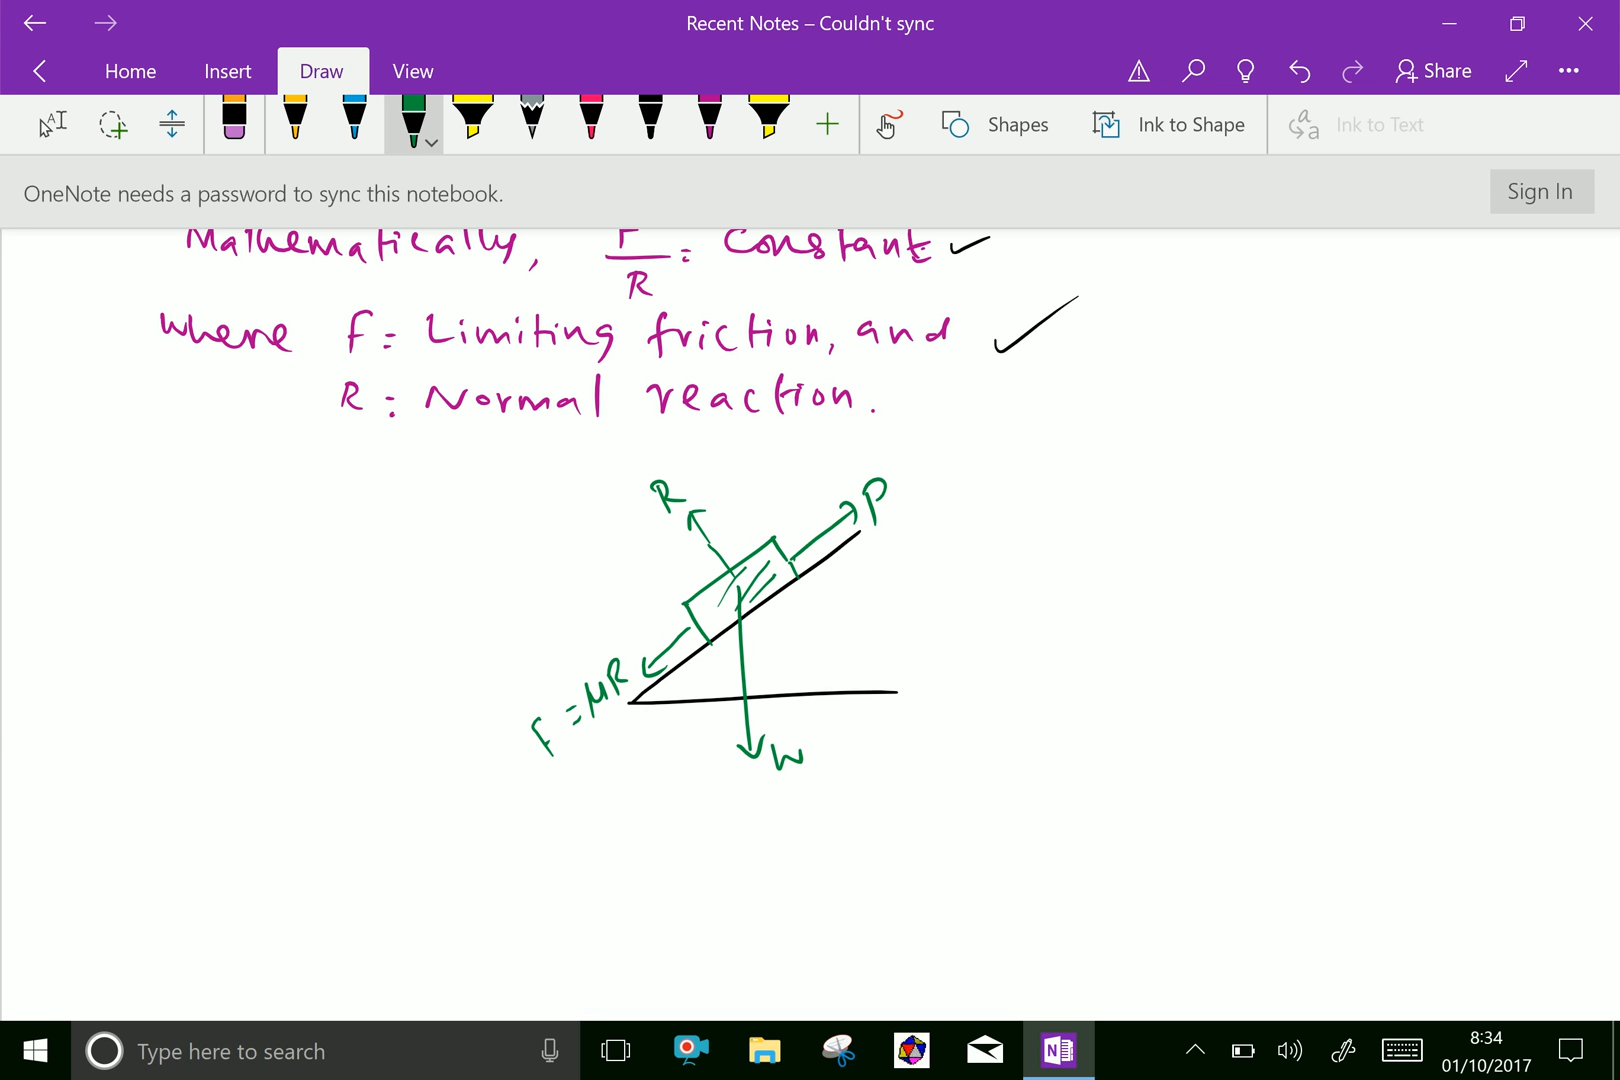 Recent Notes – Couldn't sync
Home Insert Draw View Share
Shapes Ink to Shape Ink to Text
OneNote needs a password to sync this notebook.
Sign In
Mathematically, F/R = Constant
where F = Limiting friction, and
R = Normal reaction.
R
P
F = μR
W
Type here to search
8:34
01/10/2017